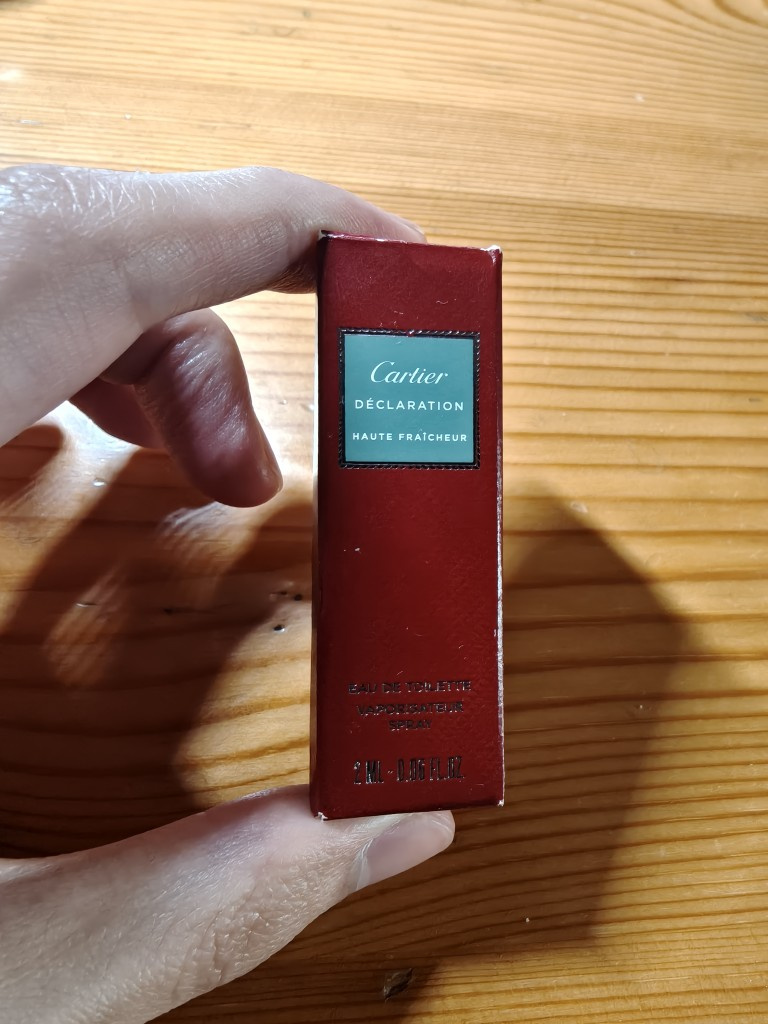 Cartier
DÉCLARATION
HAUTE FRAÎCHEUR
EAU DE TOILETTE
VAPORISATEUR
SPRAY
2 ML - 0.06 FL.OZ.